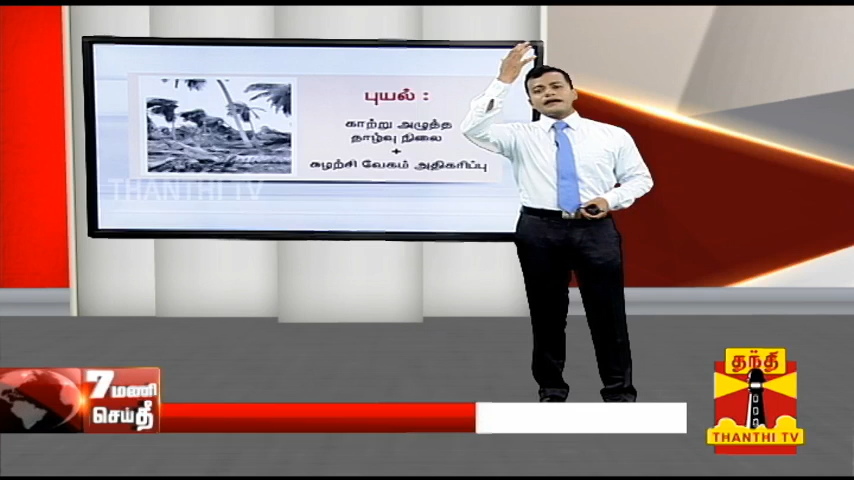 புயல் :
காற்று அழுத்த
தாழ்வு நிலை
+
சுழற்சி வேகம் அதிகரிப்பு
THANTHI TV
7 மணி
செய்தீ
தந்தி
THANTHI TV